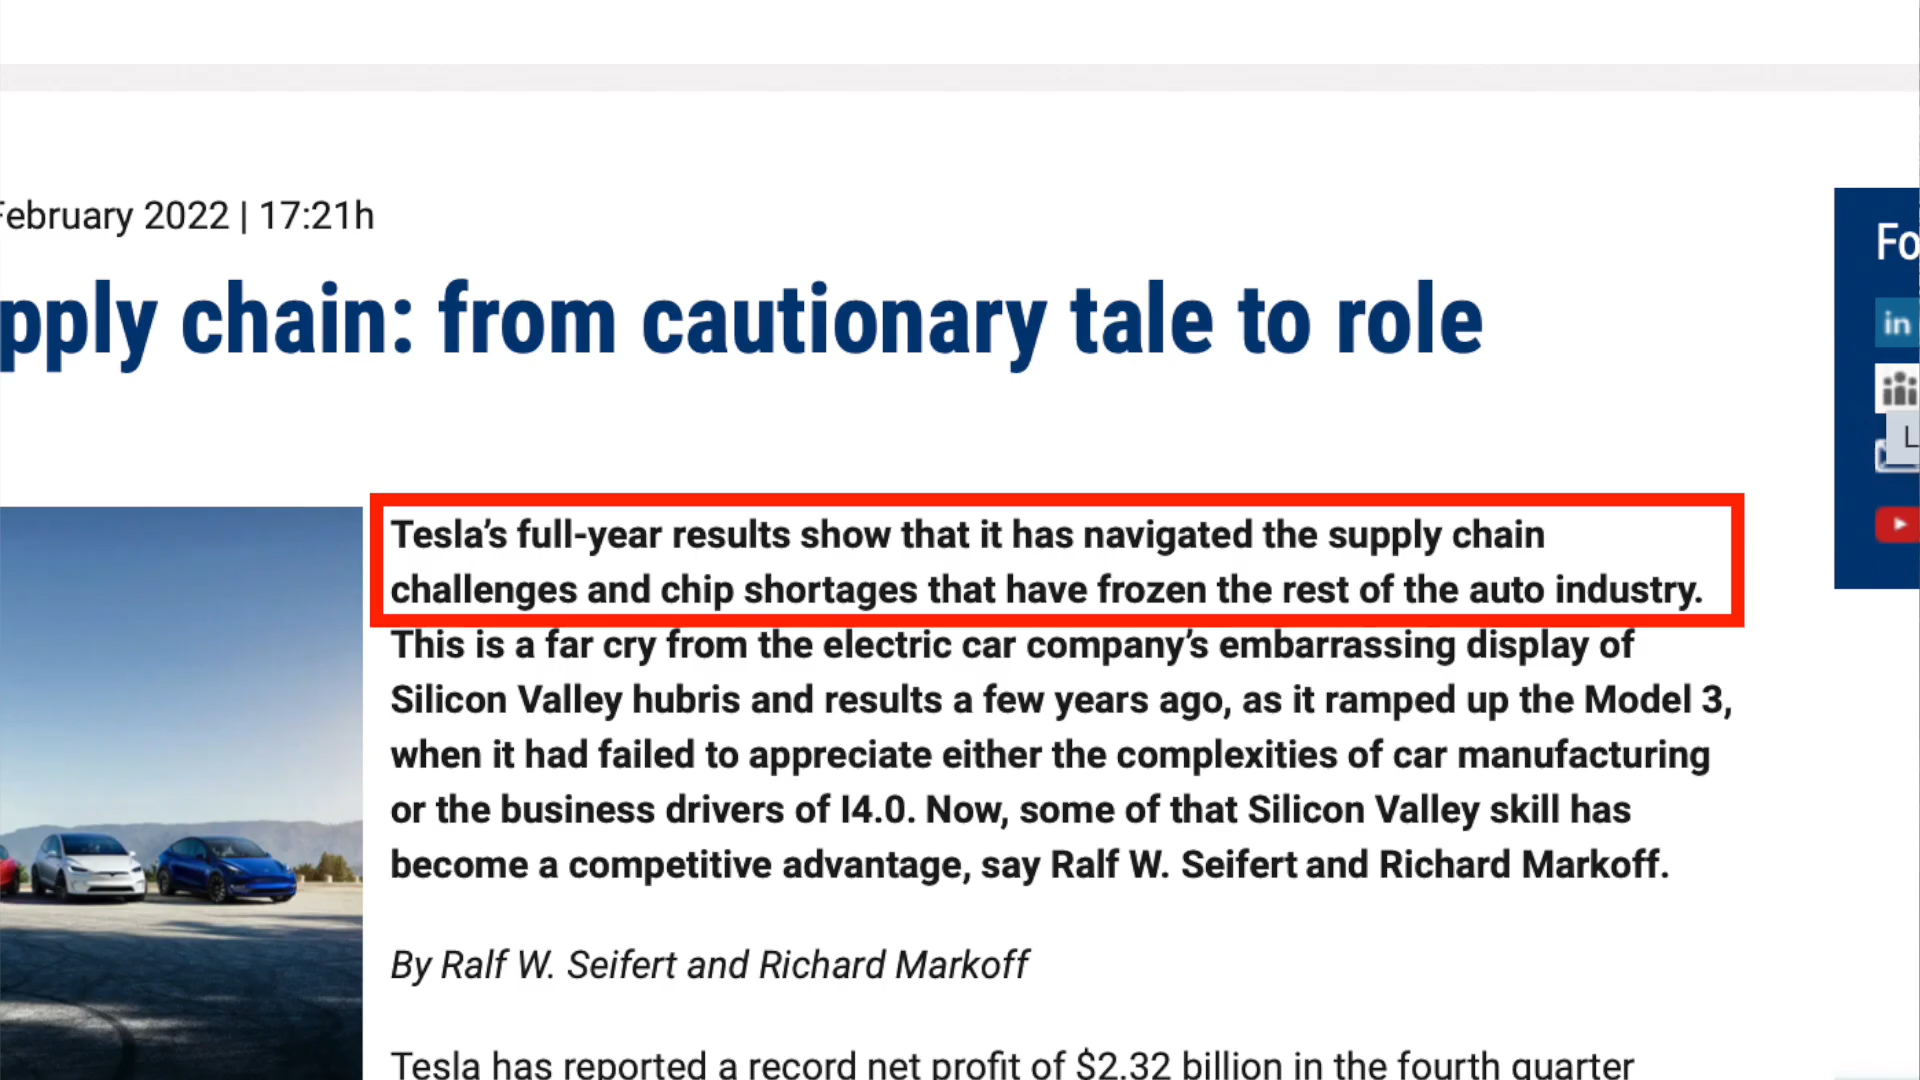 February 2022 | 17:21h
pply chain: from cautionary tale to role
Fo
in
L
Tesla’s full-year results show that it has navigated the supply chain
challenges and chip shortages that have frozen the rest of the auto industry.
This is a far cry from the electric car company’s embarrassing display of
Silicon Valley hubris and results a few years ago, as it ramped up the Model 3,
when it had failed to appreciate either the complexities of car manufacturing
or the business drivers of I4.0. Now, some of that Silicon Valley skill has
become a competitive advantage, say Ralf W. Seifert and Richard Markoff.
By Ralf W. Seifert and Richard Markoff
Tesla has reported a record net profit of $2.32 billion in the fourth quarter